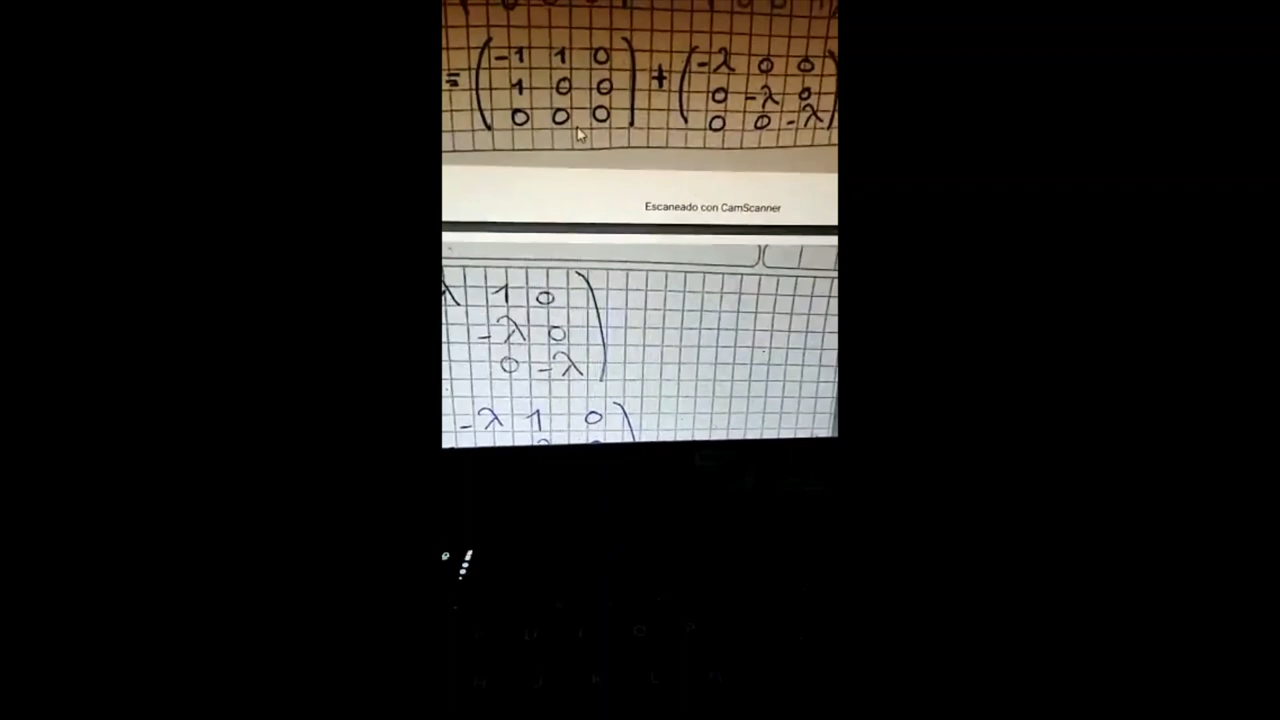 = ( -1 1 0 ) + ( -λ 0 0 )
1 0 0 0 -λ 0
0 0 0 0 0 -λ
Escaneado con CamScanner
λ 1 0
-λ 0
0 -λ
-λ 1 0